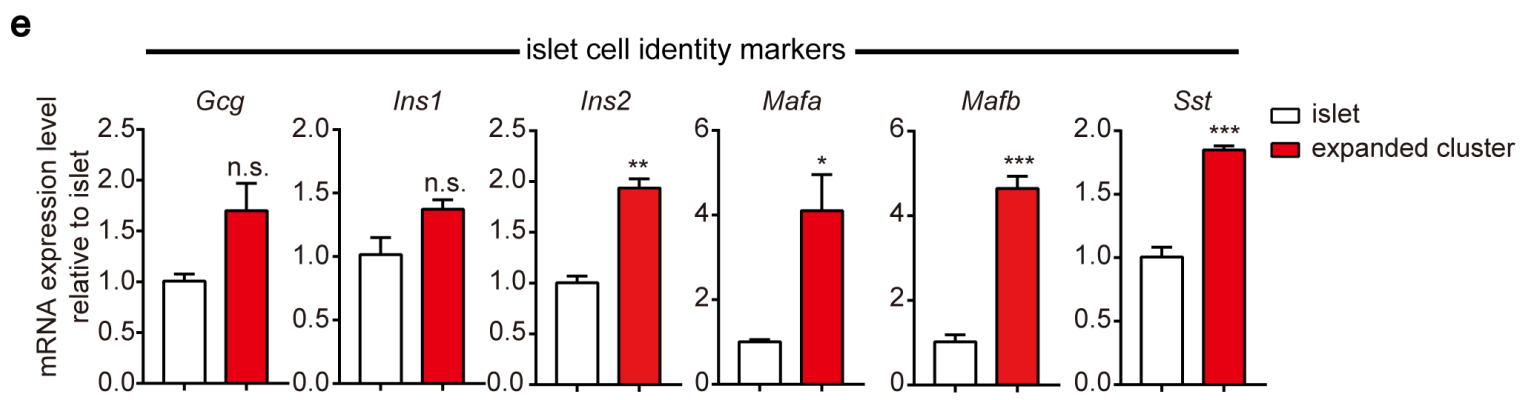 e
islet cell identity markers
mRNA expression level
relative to islet
Gcg
2.5
2.0
1.5
1.0
0.5
0.0
n.s.
Ins1
2.0
1.5
1.0
0.5
0.0
n.s.
Ins2
2.5
2.0
1.5
1.0
0.5
0.0
**
Mafa
6
4
2
0
*
Mafb
6
4
2
0
***
Sst
2.0
1.5
1.0
0.5
0.0
***
islet
expanded cluster